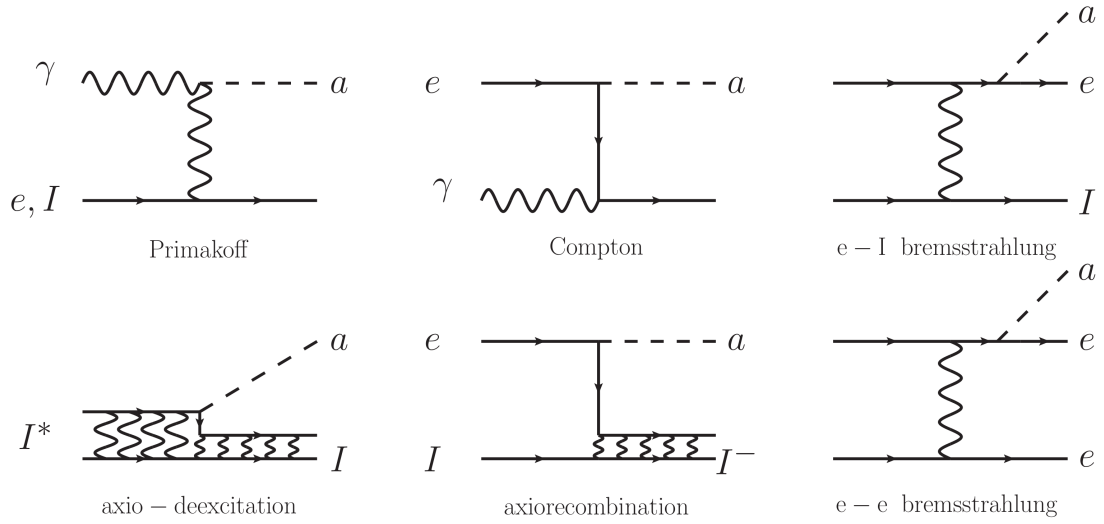 γ
a
e, I
Primakoff
e
a
γ
Compton
a
e
I
e – I bremsstrahlung
I*
a
I
axio – deexcitation
e
a
I
I⁻
axiorecombination
a
e
e
e – e bremsstrahlung